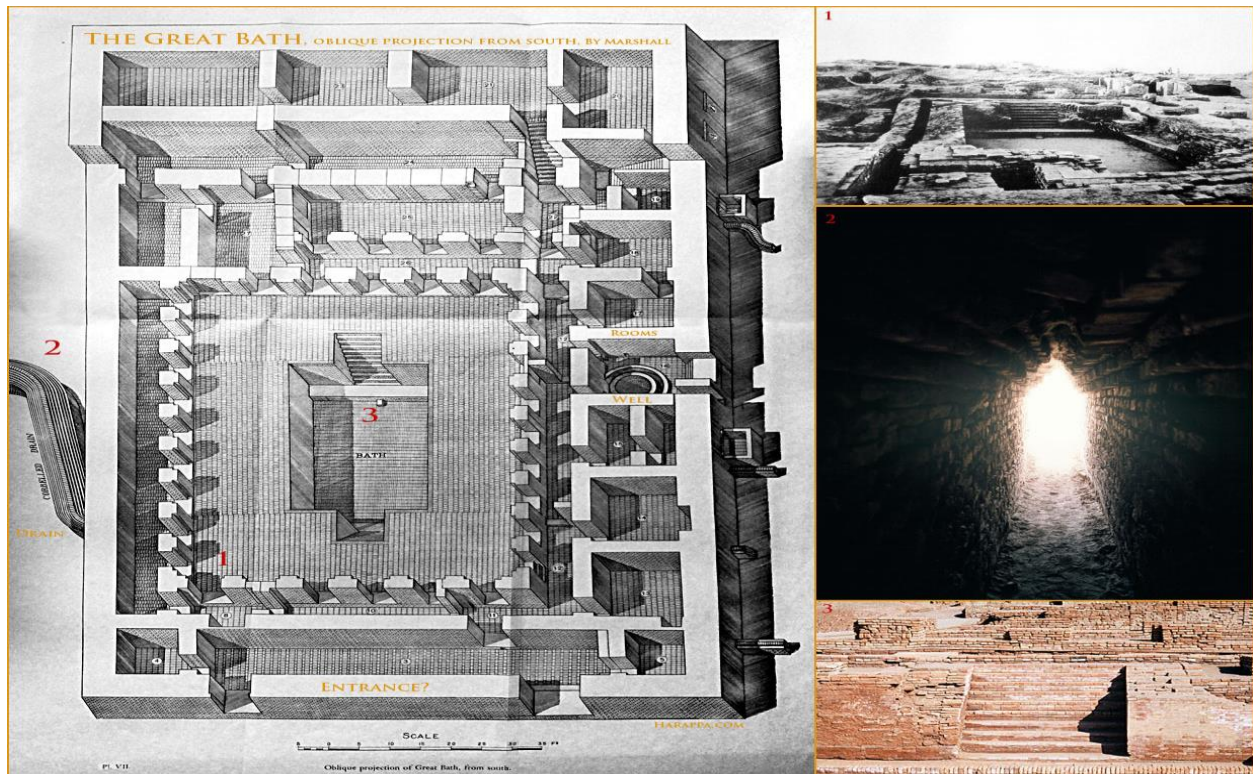 THE GREAT BATH, OBLIQUE PROJECTION FROM SOUTH, BY MARSHALL
1
2
ROOMS
WELL
3
BATH
CORBELLED DRAIN
DRAIN
1
ENTRANCE?
HARAPPA.COM
SCALE
Pl. VII.
Oblique projection of Great Bath, from south.
2
3